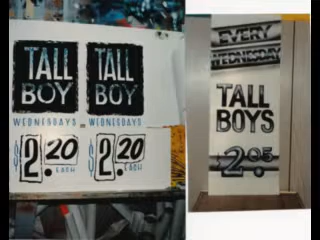 TALL BOY
TALL BOY
WEDNESDAYS WEDNESDAYS
$2.20 EACH
$2.20 EACH
EVERY
WEDNESDAY
TALL
BOYS
2.05